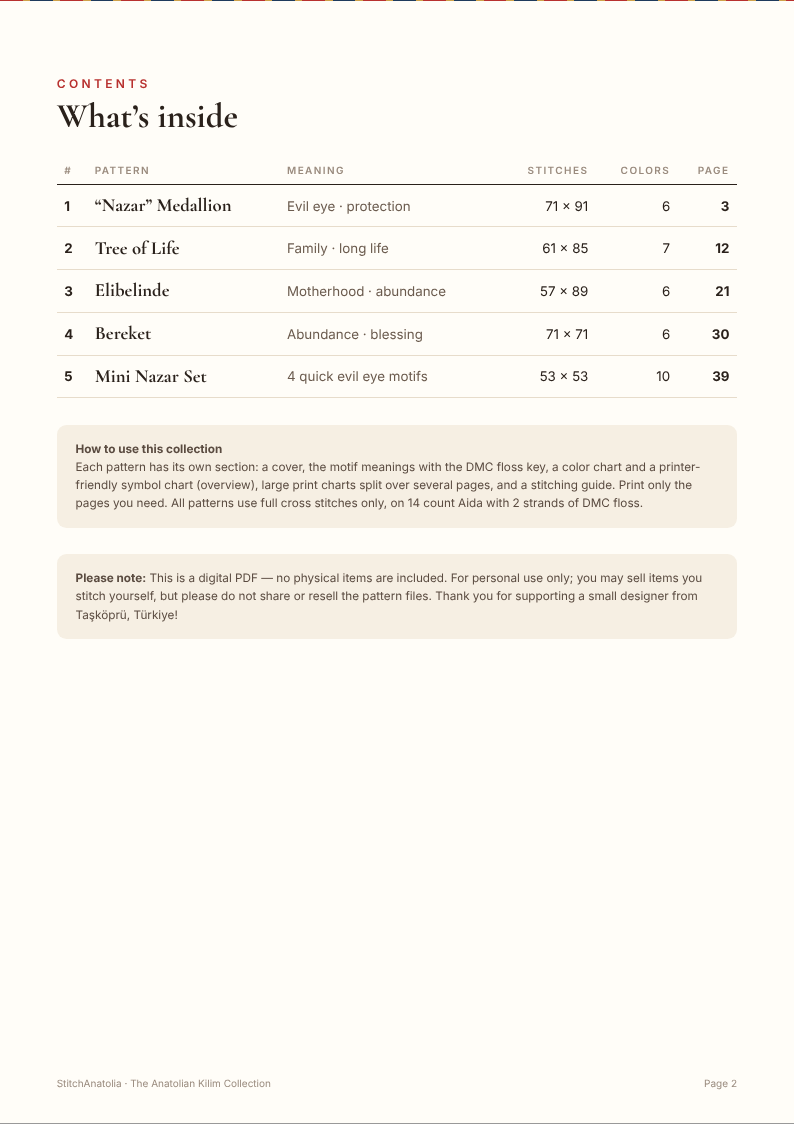 CONTENTS
What’s inside
# PATTERN MEANING STITCHES COLORS PAGE
1 “Nazar” Medallion Evil eye · protection 71 × 91 6 3
2 Tree of Life Family · long life 61 × 85 7 12
3 Elibelinde Motherhood · abundance 57 × 89 6 21
4 Bereket Abundance · blessing 71 × 71 6 30
5 Mini Nazar Set 4 quick evil eye motifs 53 × 53 10 39
How to use this collection
Each pattern has its own section: a cover, the motif meanings with the DMC floss key, a color chart and a printer-
friendly symbol chart (overview), large print charts split over several pages, and a stitching guide. Print only the
pages you need. All patterns use full cross stitches only, on 14 count Aida with 2 strands of DMC floss.
Please note: This is a digital PDF — no physical items are included. For personal use only; you may sell items you
stitch yourself, but please do not share or resell the pattern files. Thank you for supporting a small designer from
Taşköprü, Türkiye!
StitchAnatolia · The Anatolian Kilim Collection Page 2